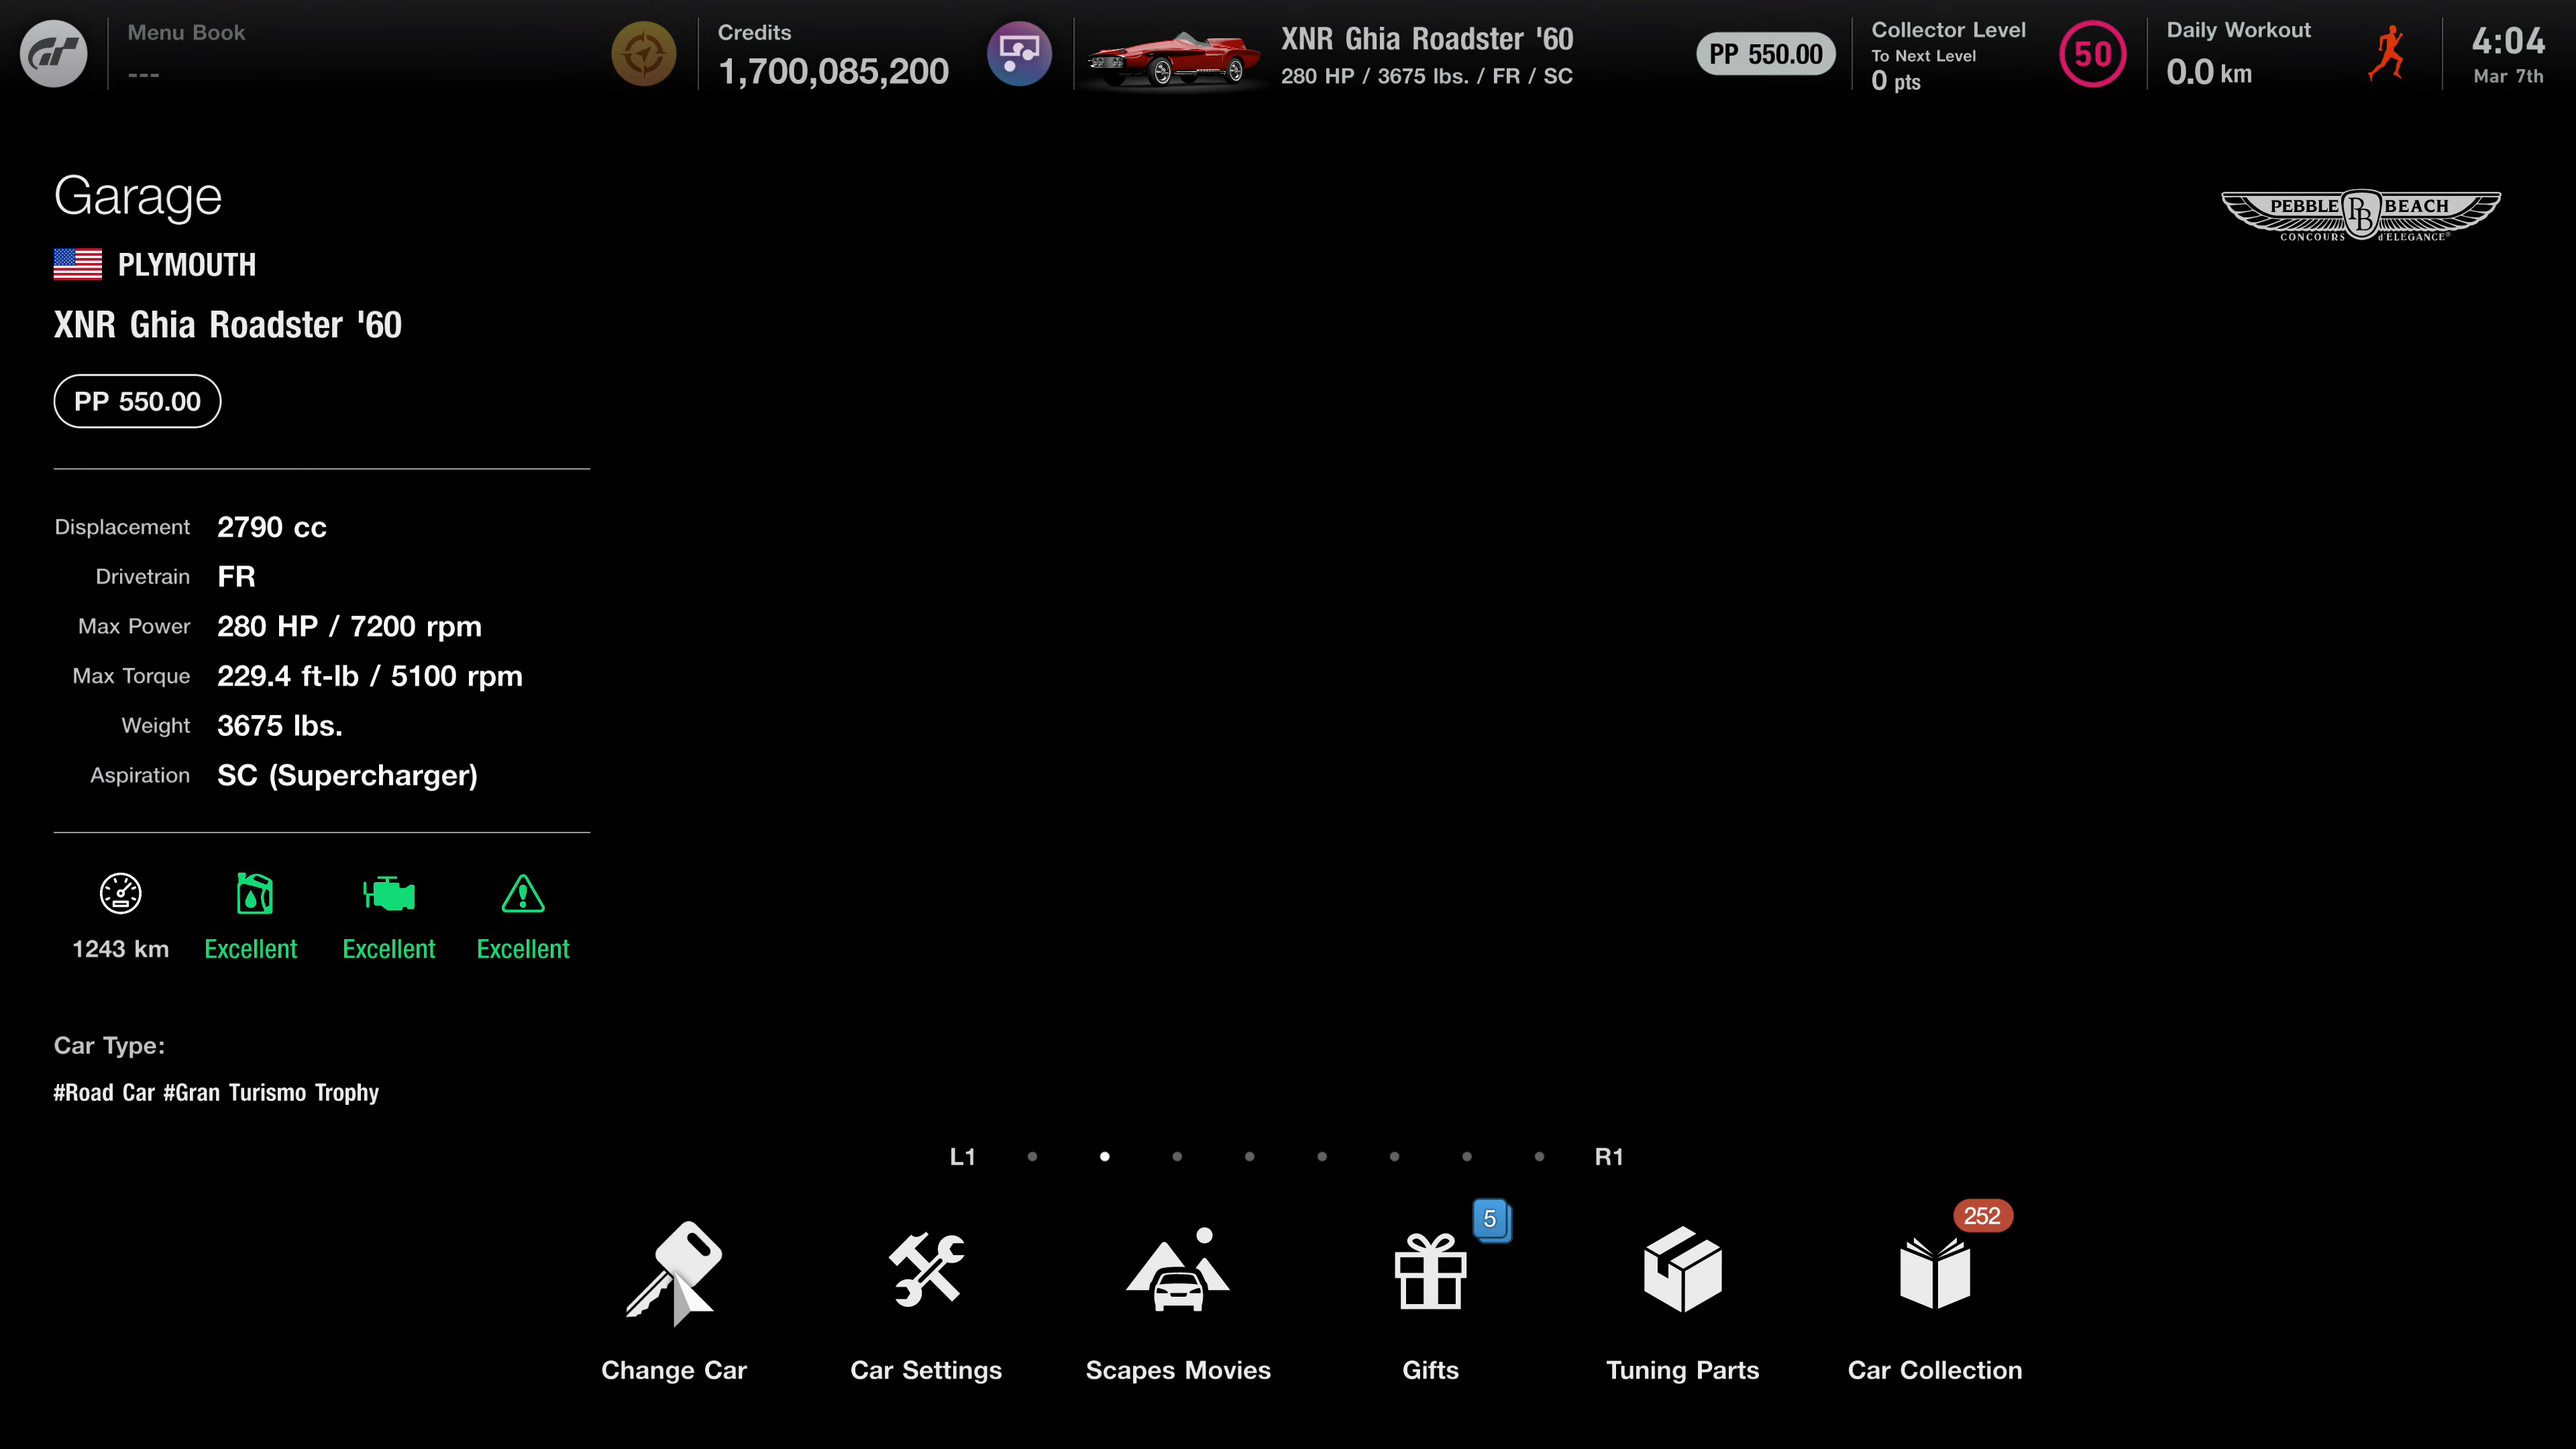 Menu Book
---
Credits
1,700,085,200
XNR Ghia Roadster '60
280 HP / 3675 lbs. / FR / SC
PP 550.00
Collector Level
To Next Level
0 pts
50
Daily Workout
0.0 km
4:04
Mar 7th
Garage
PLYMOUTH
XNR Ghia Roadster '60
PP 550.00
PEBBLE PB BEACH
CONCOURS d'ELEGANCE®
Displacement 2790 cc
Drivetrain FR
Max Power 280 HP / 7200 rpm
Max Torque 229.4 ft-lb / 5100 rpm
Weight 3675 lbs.
Aspiration SC (Supercharger)
1243 km Excellent Excellent Excellent
Car Type:
#Road Car #Gran Turismo Trophy
L1 R1
5
252
Change Car Car Settings Scapes Movies Gifts Tuning Parts Car Collection